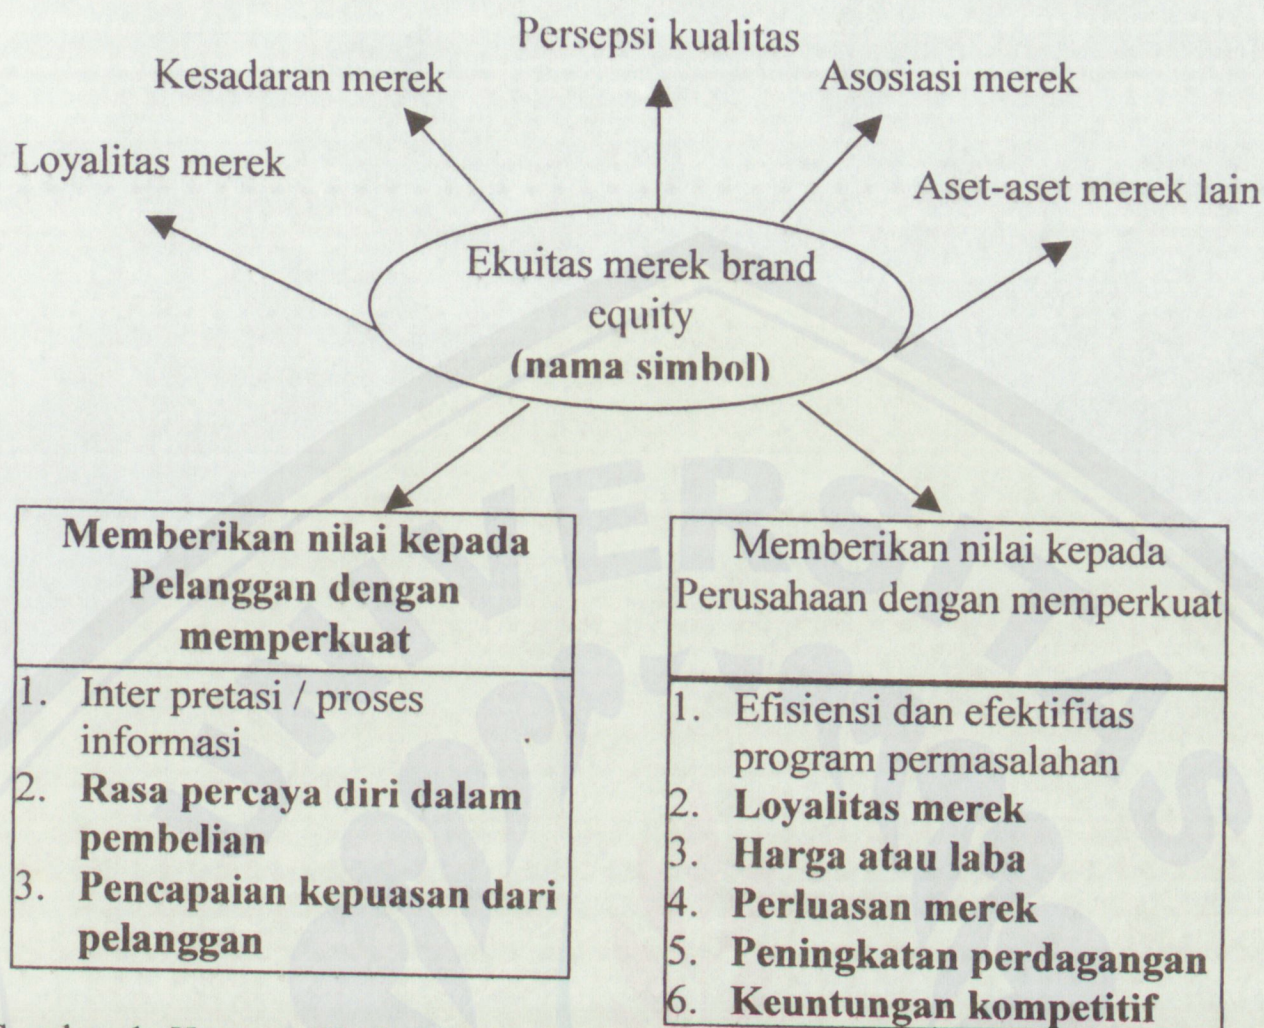 Persepsi kualitas
Kesadaran merek
Asosiasi merek
Loyalitas merek
Aset-aset merek lain
Ekuitas merek brand
equity
(nama simbol)
Memberikan nilai kepada
Pelanggan dengan
memperkuat
1. Inter pretasi / proses
informasi
2. Rasa percaya diri dalam
pembelian
3. Pencapaian kepuasan dari
pelanggan
Memberikan nilai kepada
Perusahaan dengan memperkuat
1. Efisiensi dan efektifitas
program permasalahan
2. Loyalitas merek
3. Harga atau laba
4. Perluasan merek
5. Peningkatan perdagangan
6. Keuntungan kompetitif
UNIVERSITAS